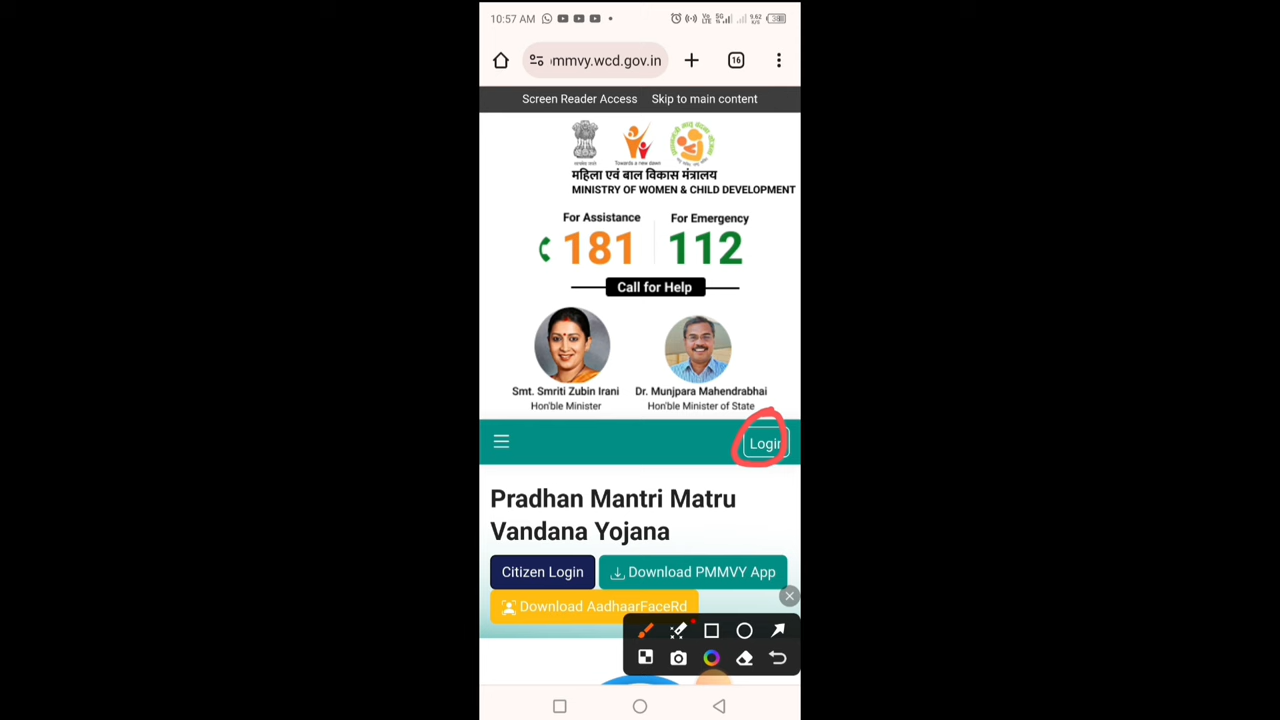 10:57 AM
mmvy.wcd.gov.in
16
Screen Reader Access Skip to main content
महिला एवं बाल विकास मंत्रालय
MINISTRY OF WOMEN & CHILD DEVELOPMENT
For Assistance For Emergency
181 112
Call for Help
Smt. Smriti Zubin Irani Dr. Munjpara Mahendrabhai
Hon'ble Minister Hon'ble Minister of State
Login
Pradhan Mantri Matru
Vandana Yojana
Citizen Login Download PMMVY App
Download AadhaarFaceRd